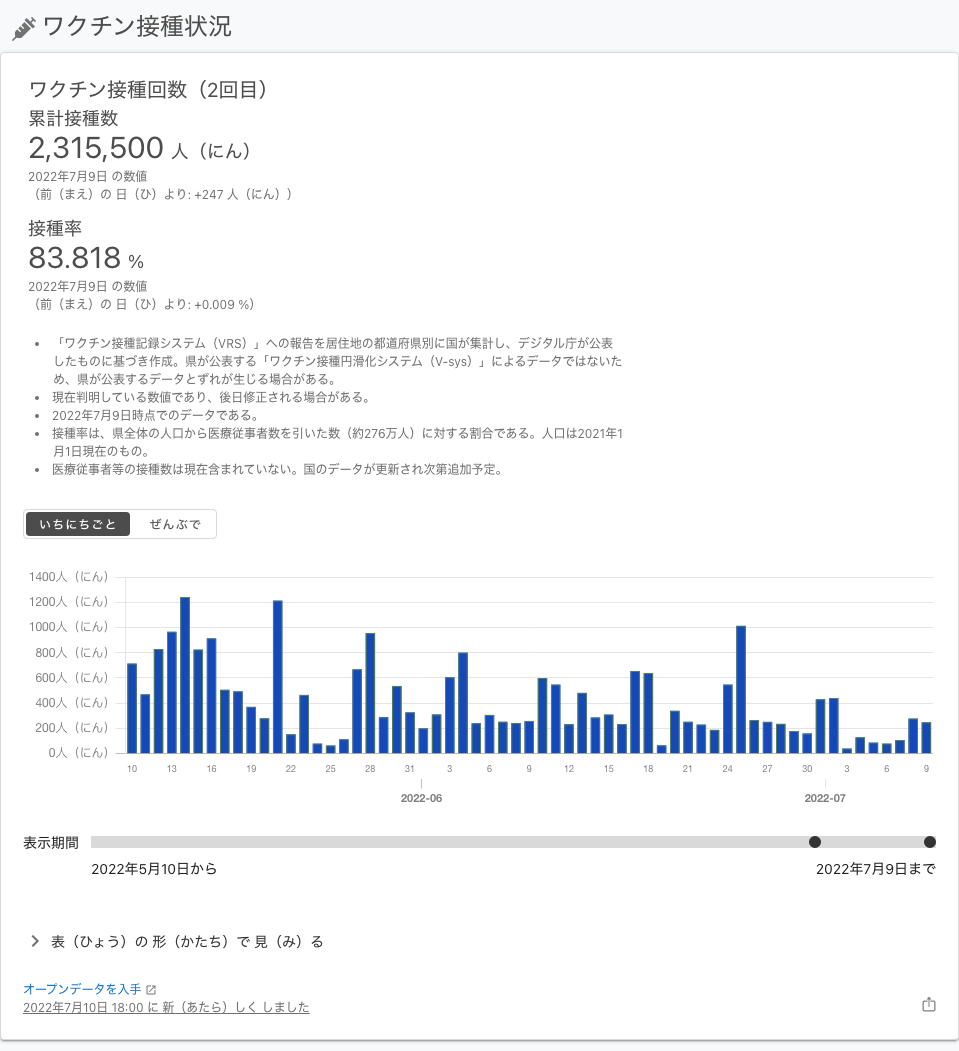 ワクチン接種状況
ワクチン接種回数（2回目）
累計接種数
2,315,500 人（にん）
2022年7月9日 の数値
（前（まえ）の 日（ひ）より: +247 人（にん））
接種率
83.818 %
2022年7月9日 の数値
（前（まえ）の 日（ひ）より: +0.009 %）
• 「ワクチン接種記録システム（VRS）」への報告を居住地の都道府県別に国が集計し、デジタル庁が公表
したものに基づき作成。県が公表する「ワクチン接種円滑化システム（V-sys）」によるデータではないた
め、県が公表するデータとずれが生じる場合がある。
• 現在判明している数値であり、後日修正される場合がある。
• 2022年7月9日時点でのデータである。
• 接種率は、県全体の人口から医療従事者数を引いた数（約276万人）に対する割合である。人口は2021年1
月1日現在のもの。
• 医療従事者等の接種数は現在含まれていない。国のデータが更新され次第追加予定。
いちにちごと ぜんぶで
1400人（にん）
1200人（にん）
1000人（にん）
800人（にん）
600人（にん）
400人（にん）
200人（にん）
0人（にん）
10 13 16 19 22 25 28 31 3 6 9 12 15 18 21 24 27 30 3 6 9
2022-06 2022-07
表示期間
2022年5月10日から 2022年7月9日まで
表（ひょう）の 形（かたち）で 見（み）る
オープンデータを入手
2022年7月10日 18:00 に 新（あたら）しく しました